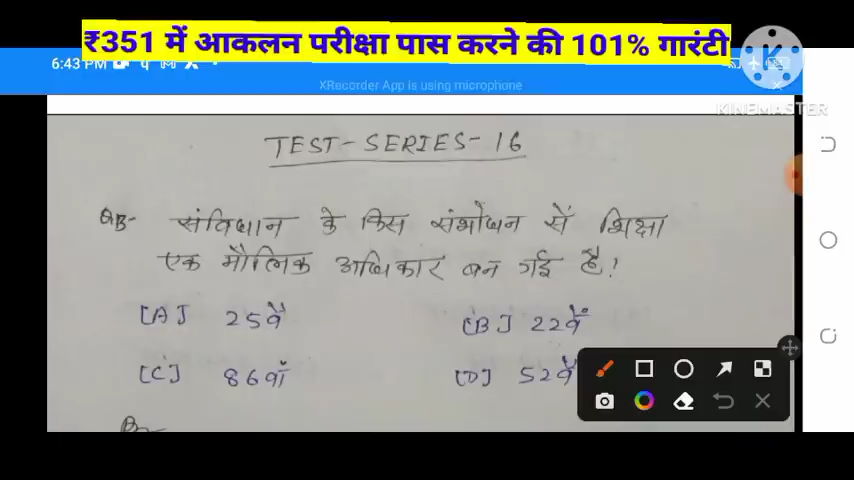 ₹351 में आकलन परीक्षा पास करने की 101% गारंटी
6:43 PM
XRecorder App is using microphone
KINEMASTER
TEST-SERIES-16
संविधान के किस संशोधन से शिक्षा
एक मौलिक अधिकार बन गई है?
[A] 25वें
[B] 22वें
[C] 86वां
[D] 52वें